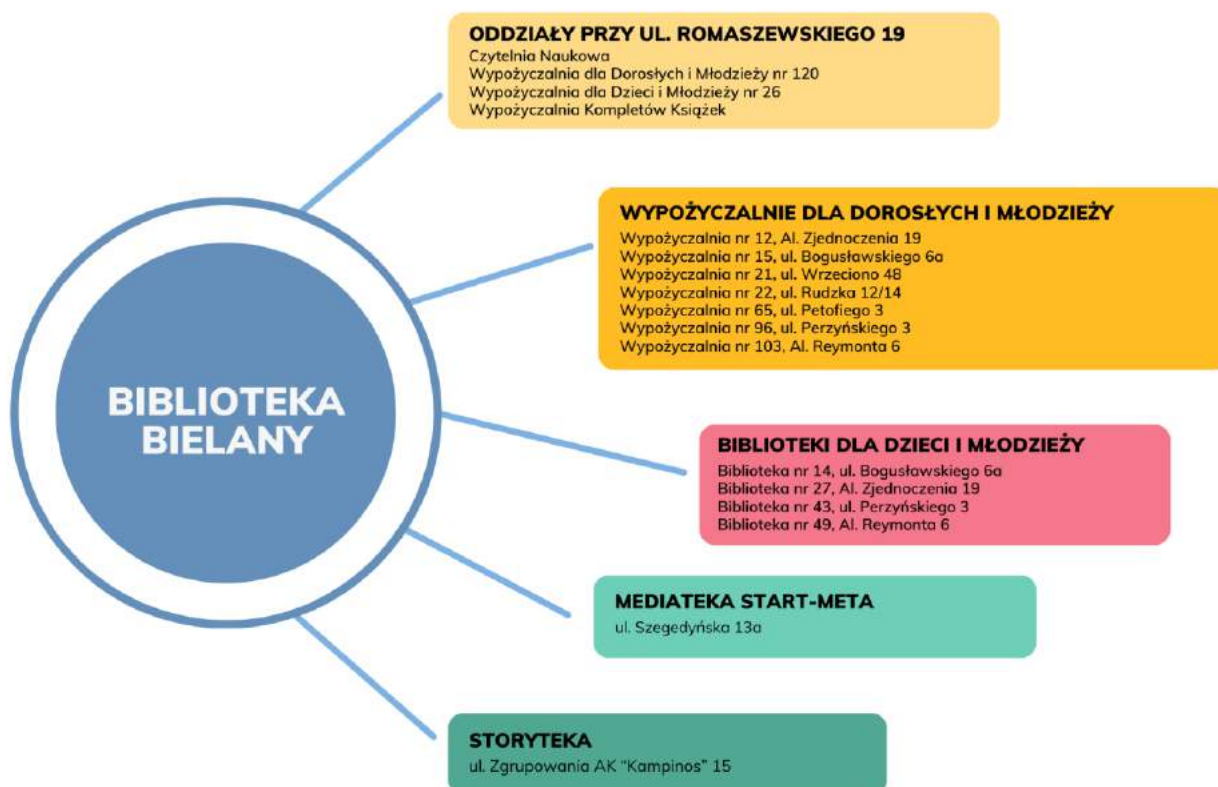 ODDZIAŁY PRZY UL. ROMASZEWSKIEGO 19
Czytelnia Naukowa
Wypożyczalnia dla Dorosłych i Młodzieży nr 120
Wypożyczalnia dla Dzieci i Młodzieży nr 26
Wypożyczalnia Kompletów Książek
WYPOŻYCZALNIE DLA DOROSŁYCH I MŁODZIEŻY
Wypożyczalnia nr 12, Al. Zjednoczenia 19
Wypożyczalnia nr 15, ul. Bogusławskiego 6a
Wypożyczalnia nr 21, ul. Wrzeciono 48
Wypożyczalnia nr 22, ul. Rudzka 12/14
Wypożyczalnia nr 65, ul. Petofiego 3
Wypożyczalnia nr 96, ul. Perzyńskiego 3
Wypożyczalnia nr 103, Al. Reymonta 6
BIBLIOTEKA
BIELANY
BIBLIOTEKI DLA DZIECI I MŁODZIEŻY
Biblioteka nr 14, ul. Bogusławskiego 6a
Biblioteka nr 27, Al. Zjednoczenia 19
Biblioteka nr 43, ul. Perzyńskiego 3
Biblioteka nr 49, Al. Reymonta 6
MEDIATEKA START-META
ul. Szegedyńska 13a
STORYTEKA
ul. Zgrupowania AK "Kampinos" 15